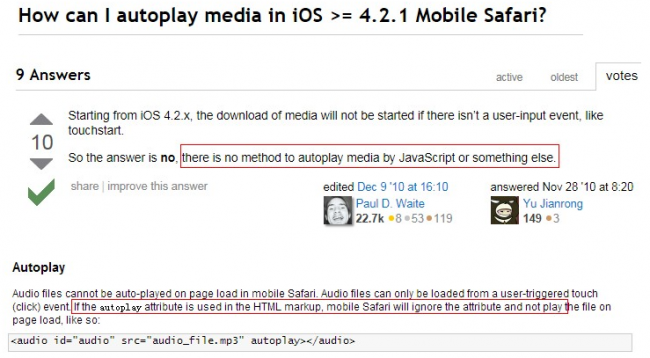 How can I autoplay media in iOS >= 4.2.1 Mobile Safari?
9 Answers
active oldest votes
10
Starting from iOS 4.2.x, the download of media will not be started if there isn't a user-input event, like
touchstart.
So the answer is no, there is no method to autoplay media by JavaScript or something else.
share | improve this answer
edited Dec 9 '10 at 16:10
Paul D. Waite
22.7k ●8 ●53 ●119
answered Nov 28 '10 at 8:20
Yu Jianrong
149 ●3
Autoplay
Audio files cannot be auto-played on page load in mobile Safari. Audio files can only be loaded from a user-triggered touch
(click) event. If the autoplay attribute is used in the HTML markup, mobile Safari will ignore the attribute and not play the file on
page load, like so:
<audio id="audio" src="audio_file.mp3" autoplay></audio>